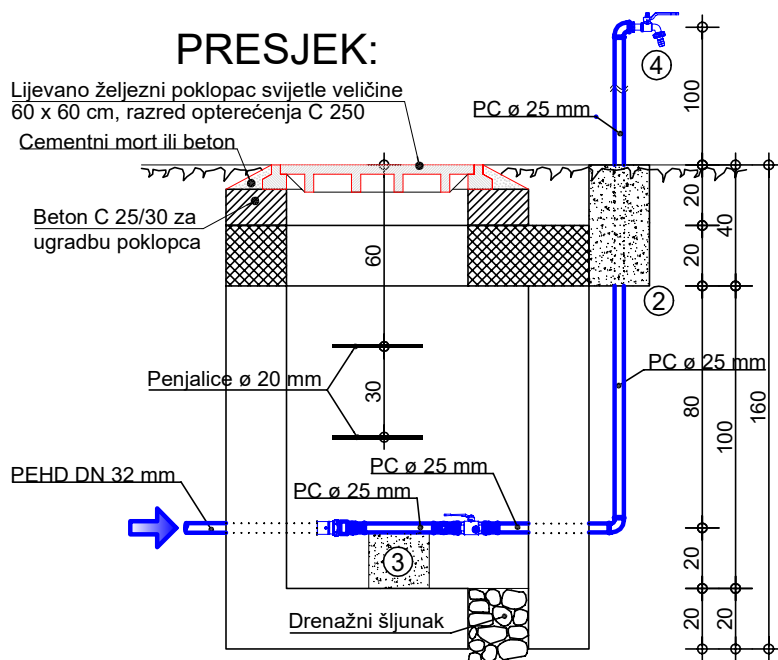 PRESJEK:
Lijevano željezni poklopac svijetle veličine
60 x 60 cm, razred opterećenja C 250
Cementni mort ili beton
Beton C 25/30 za
ugradbu poklopca
4
PC ø 25 mm
100
20
40
60
20
2
PC ø 25 mm
Penjalice ø 20 mm
30
80
100
160
PEHD DN 32 mm
PC ø 25 mm
PC ø 25 mm
3
20
Drenažni šljunak
20
20